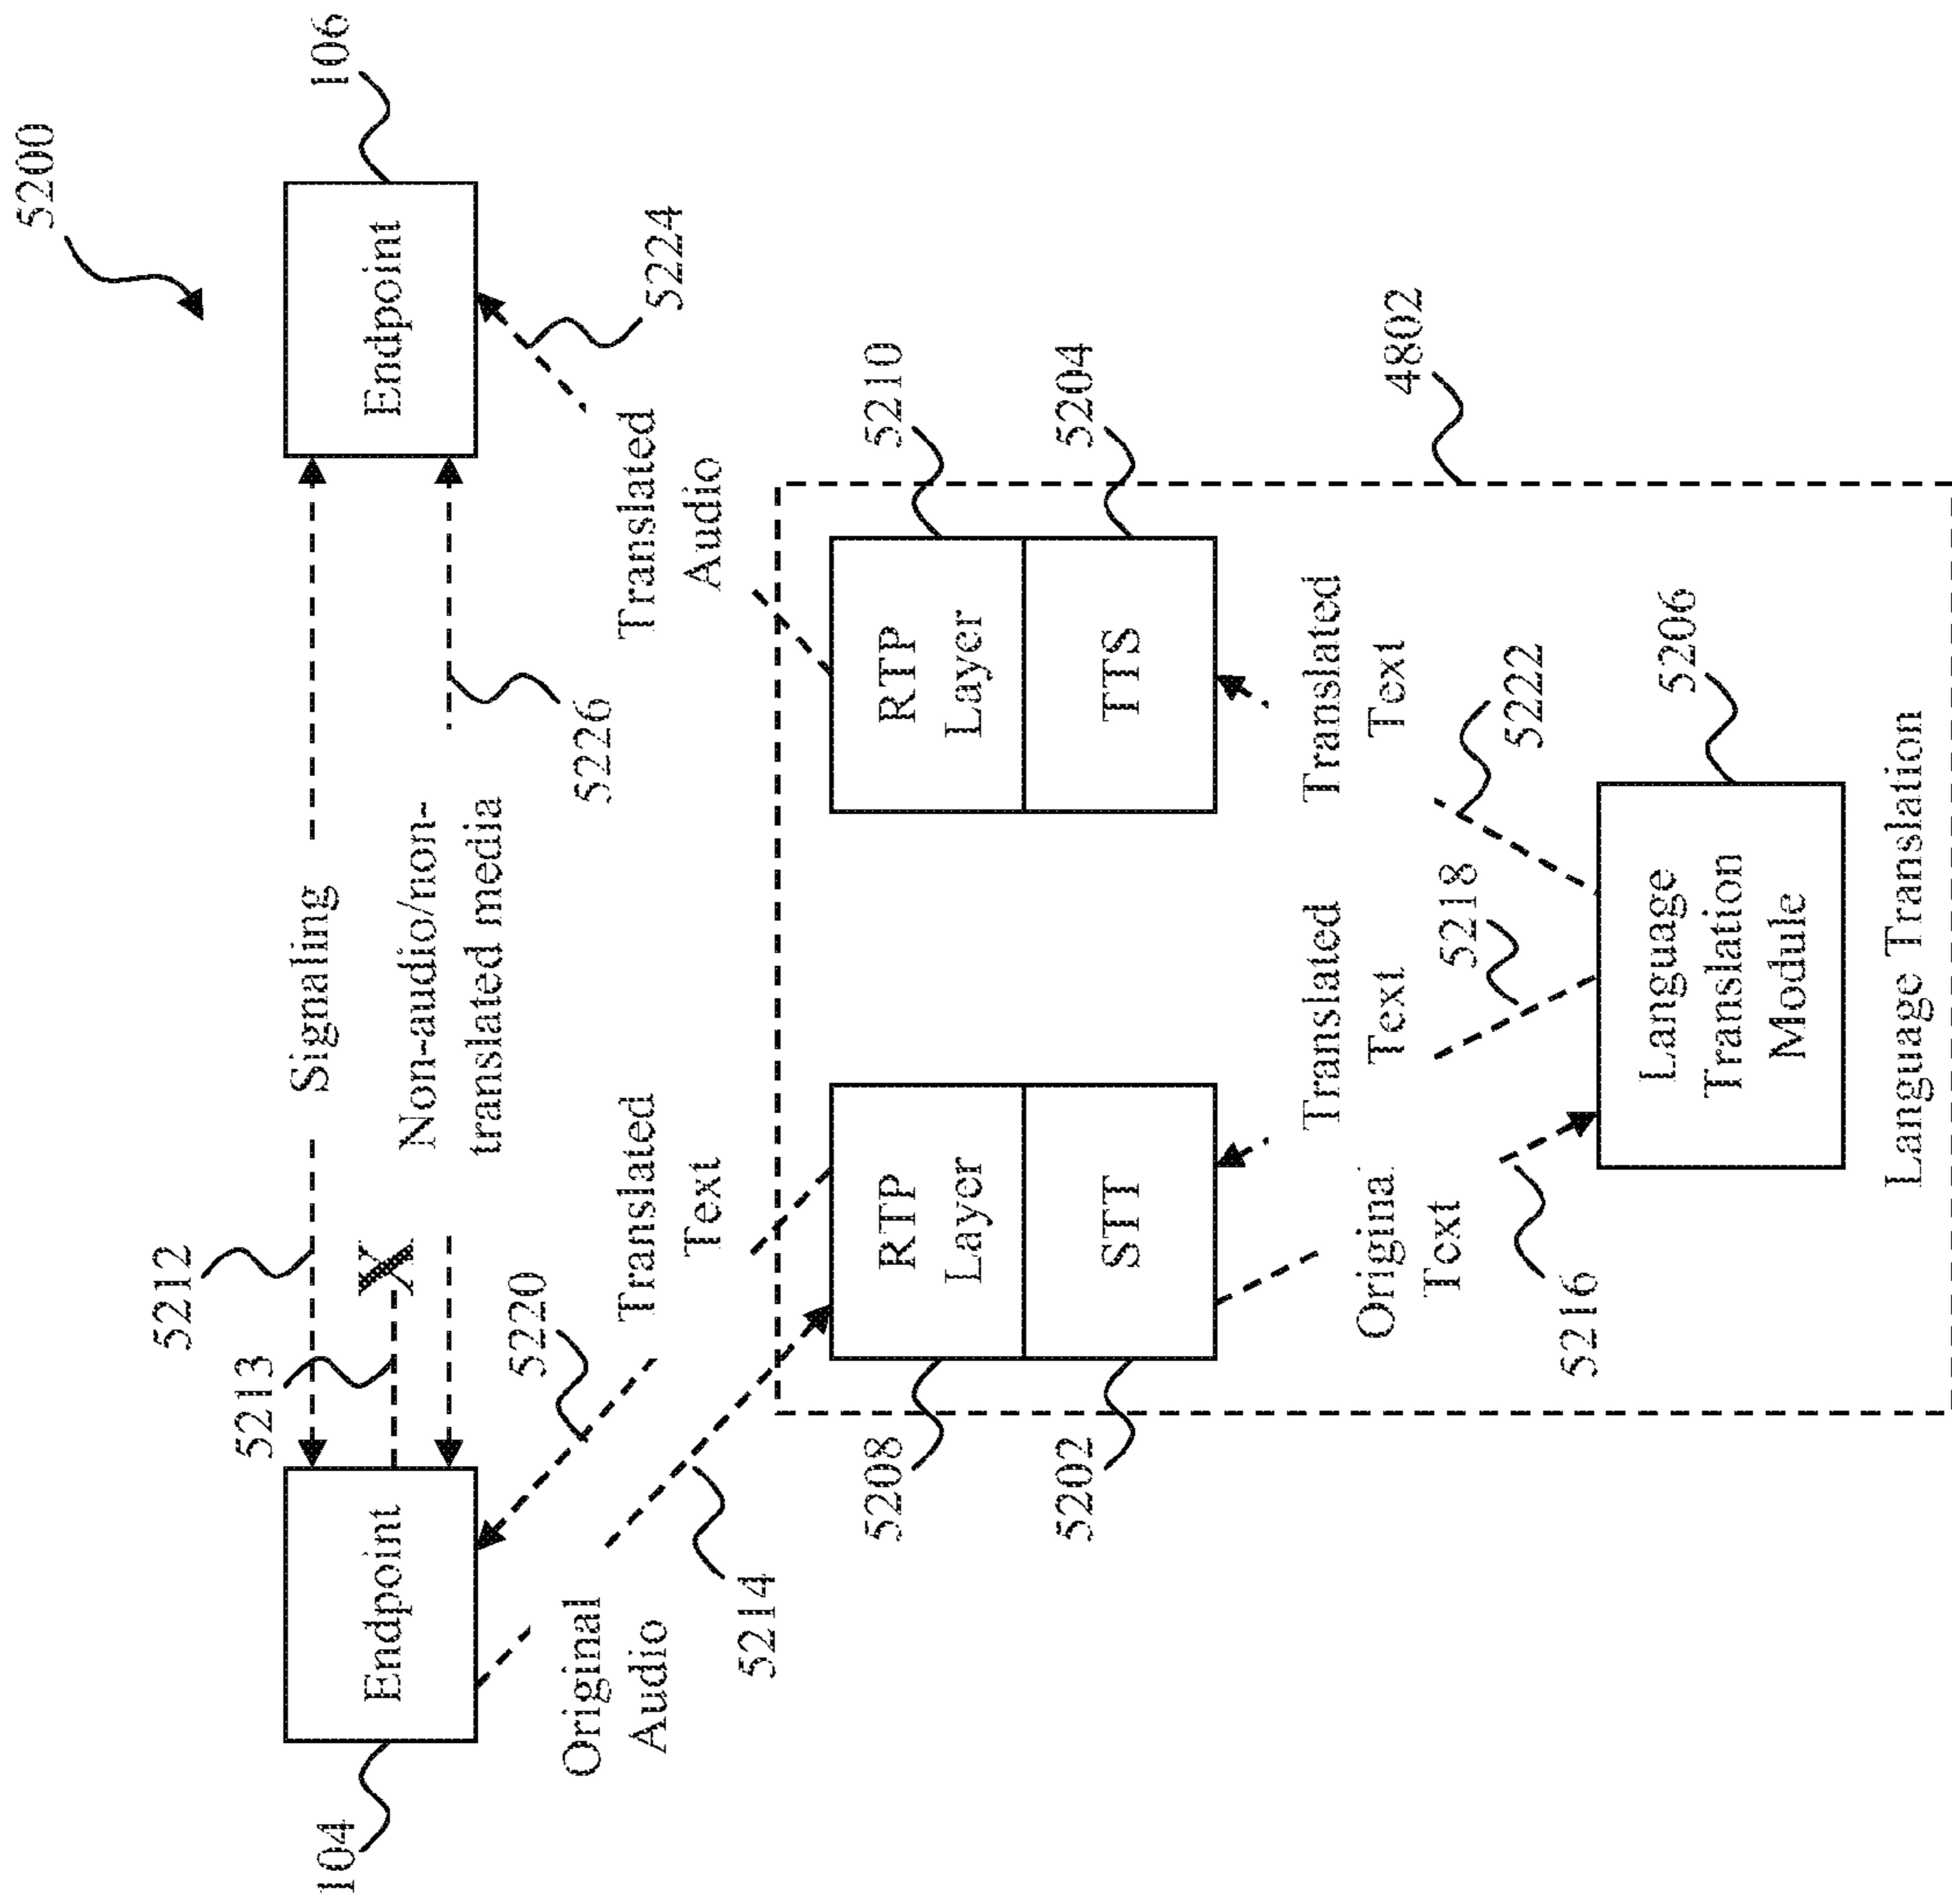 5200
104
Endpoint
5212
5213
Signaling
Non-audio/non-
translated media
5226
Endpoint
106
5220
Translated
Text
Original
Audio
5214
Translated
Audio
5224
5208
RTP
Layer
5202
STT
RTP
Layer
5210
TTS
5204
Original
Text
5216
Translated
Text
5218
Translated
Text
5222
Language
Translation
Module
5206
4802
Language Translation